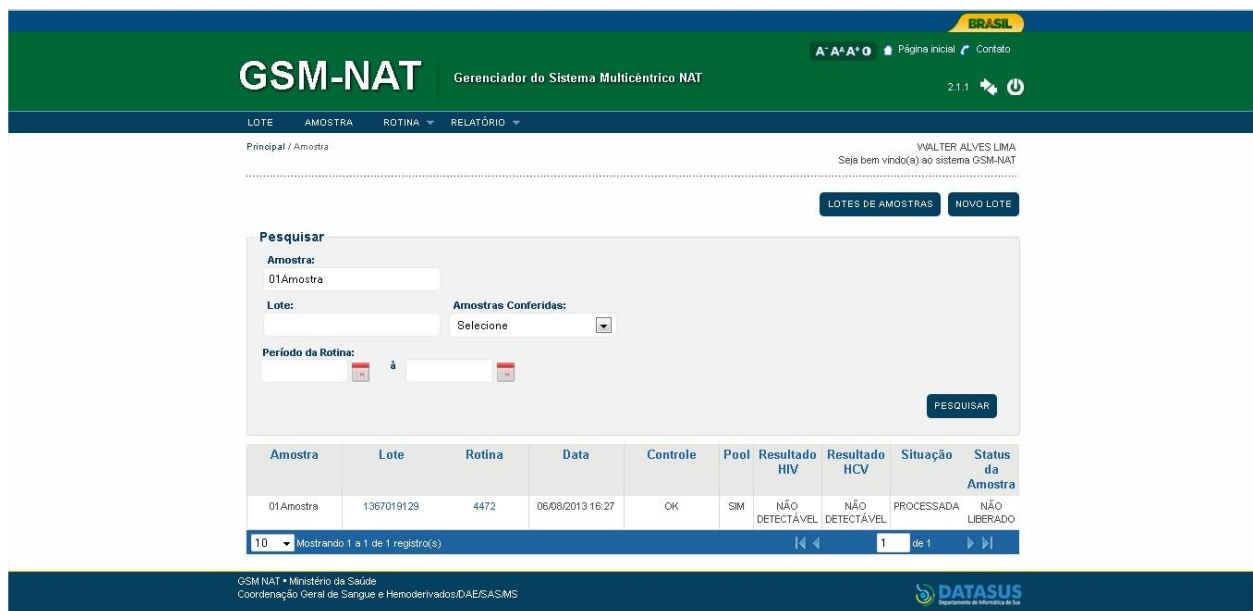 BRASIL
A- A A+ Página inicial Contato
GSM-NAT Gerenciador do Sistema Multicêntrico NAT
2.1.1
LOTE AMOSTRA ROTINA RELATÓRIO
Principal / Amostra
WALTER ALVES LIMA
Seja bem vindo(a) ao sistema GSM-NAT
LOTES DE AMOSTRAS NOVO LOTE
Pesquisar
Amostra:
01Amostra
Lote: Amostras Conferidas:
Selecione
Período da Rotina:
à
PESQUISAR
Amostra Lote Rotina Data Controle Pool Resultado HIV Resultado HCV Situação Status da Amostra
01Amostra 1367019129 4472 06/08/2013 16:27 OK SIM NÃO DETECTÁVEL NÃO DETECTÁVEL PROCESSADA NÃO LIBERADO
10 Mostrando 1 a 1 de 1 registro(s) 1 de 1
GSM NAT • Ministério da Saúde
Coordenação Geral de Sangue e Hemoderivados/DAE/SAS/MS
DATASUS
Departamento de Informática do Sus